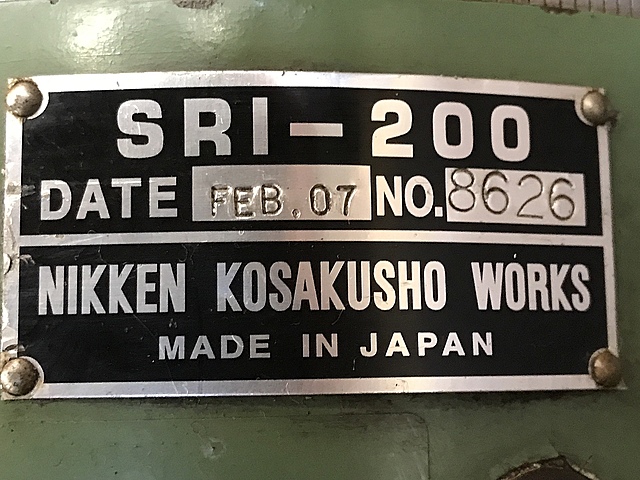 SRI-200
DATE FEB.07 NO.8626
NIKKEN KOSAKUSHO WORKS
MADE IN JAPAN